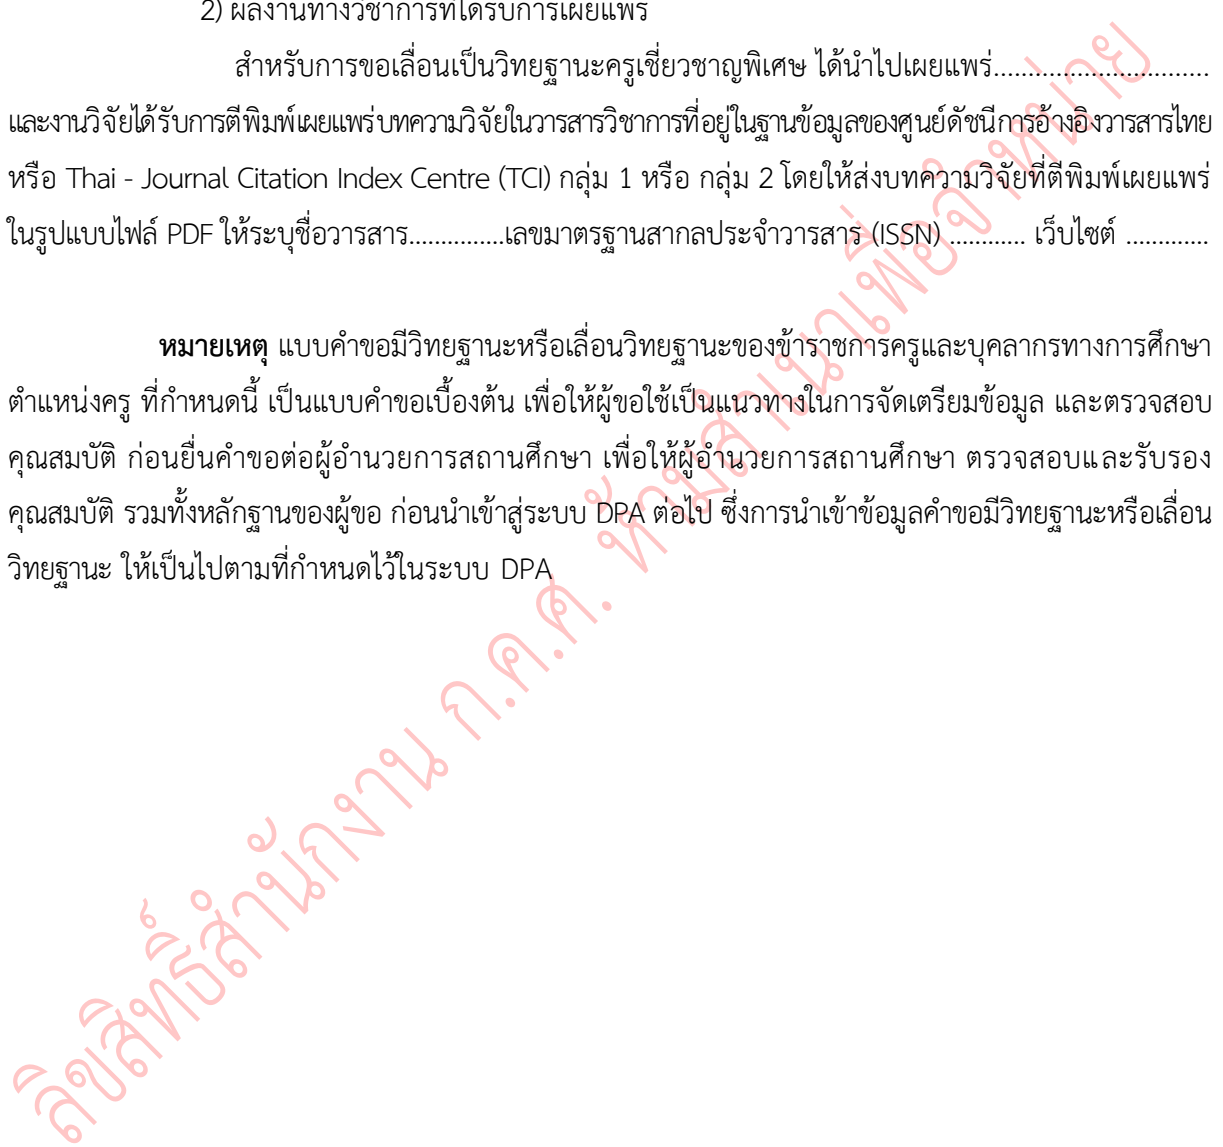 2) ผลงานทางวิชาการที่ได้รับการเผยแพร่
สำหรับการขอเลื่อนเป็นวิทยฐานะครูเชี่ยวชาญพิเศษ ได้นำไปเผยแพร่...............................
และงานวิจัยได้รับการตีพิมพ์เผยแพร่บทความวิจัยในวารสารวิชาการที่อยู่ในฐานข้อมูลของศูนย์ดัชนีการอ้างอิงวารสารไทย
หรือ Thai - Journal Citation Index Centre (TCI) กลุ่ม 1 หรือ กลุ่ม 2 โดยให้ส่งบทความวิจัยที่ตีพิมพ์เผยแพร่
ในรูปแบบไฟล์ PDF ให้ระบุชื่อวารสาร...............เลขมาตรฐานสากลประจำวารสาร (ISSN) ............ เว็บไซต์ .............
หมายเหตุ แบบคำขอมีวิทยฐานะหรือเลื่อนวิทยฐานะของข้าราชการครูและบุคลากรทางการศึกษา
ตำแหน่งครู ที่กำหนดนี้ เป็นแบบคำขอเบื้องต้น เพื่อให้ผู้ขอใช้เป็นแนวทางในการจัดเตรียมข้อมูล และตรวจสอบ
คุณสมบัติ ก่อนยื่นคำขอต่อผู้อำนวยการสถานศึกษา เพื่อให้ผู้อำนวยการสถานศึกษา ตรวจสอบและรับรอง
คุณสมบัติ รวมทั้งหลักฐานของผู้ขอ ก่อนนำเข้าสู่ระบบ DPA ต่อไป ซึ่งการนำเข้าข้อมูลคำขอมีวิทยฐานะหรือเลื่อน
วิทยฐานะ ให้เป็นไปตามที่กำหนดไว้ในระบบ DPA
ลิขสิทธิ์สำนักงาน ก.ค.ศ. ห้ามสำเนาเพื่อจำหน่าย